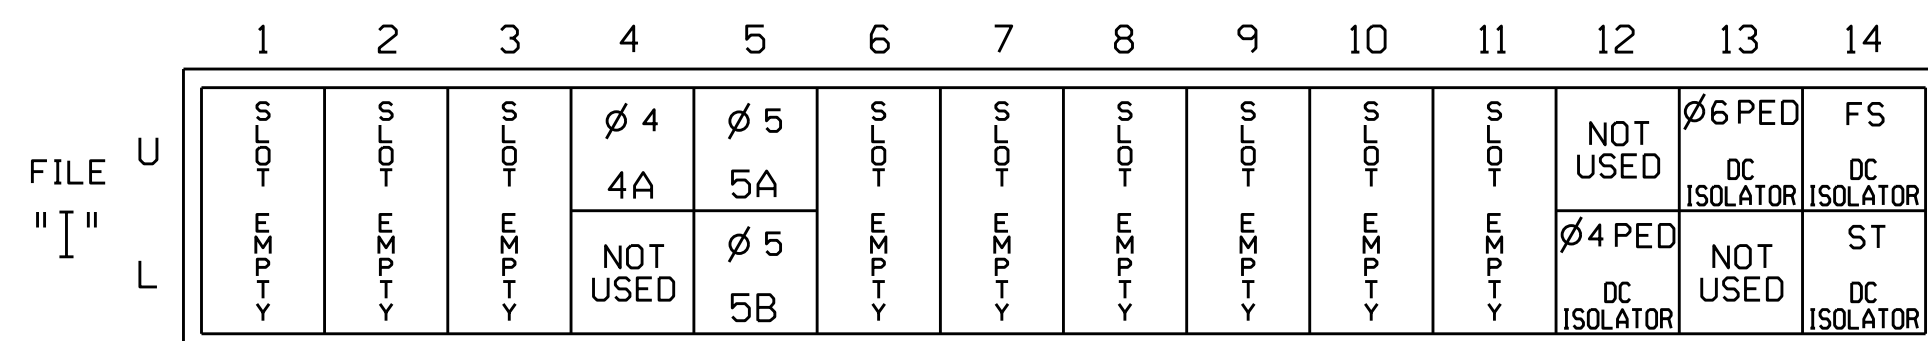 1 2 3 4 5 6 7 8 9 10 11 12 13 14
FILE
"I"
U
L
SLOT EMPTY
SLOT EMPTY
SLOT EMPTY
Ø 4
4A
NOT
USED
Ø 5
5A
Ø 5
5B
SLOT EMPTY
SLOT EMPTY
SLOT EMPTY
SLOT EMPTY
SLOT EMPTY
SLOT EMPTY
NOT
USED
Ø4 PED
DC
ISOLATOR
Ø6 PED
DC
ISOLATOR
NOT
USED
FS
DC
ISOLATOR
ST
DC
ISOLATOR